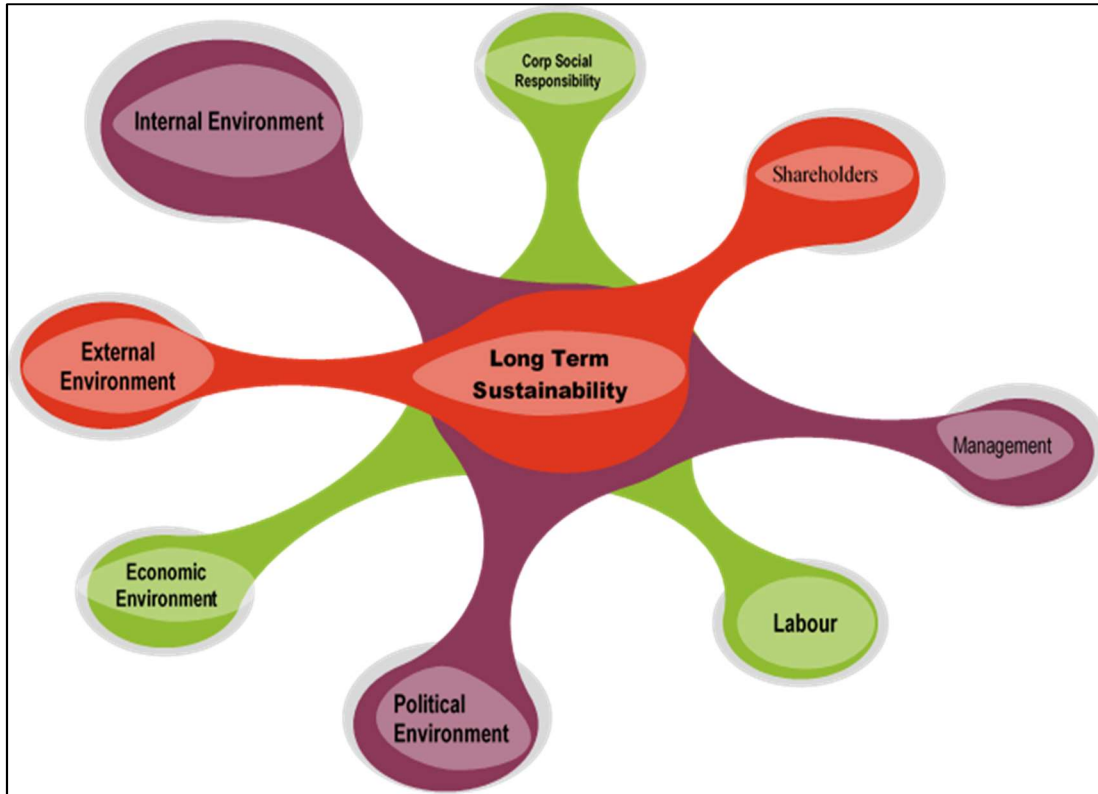 Corp Social
Responsibility
Internal Environment
Shareholders
External
Environment
Long Term
Sustainability
Management
Economic
Environment
Labour
Political
Environment